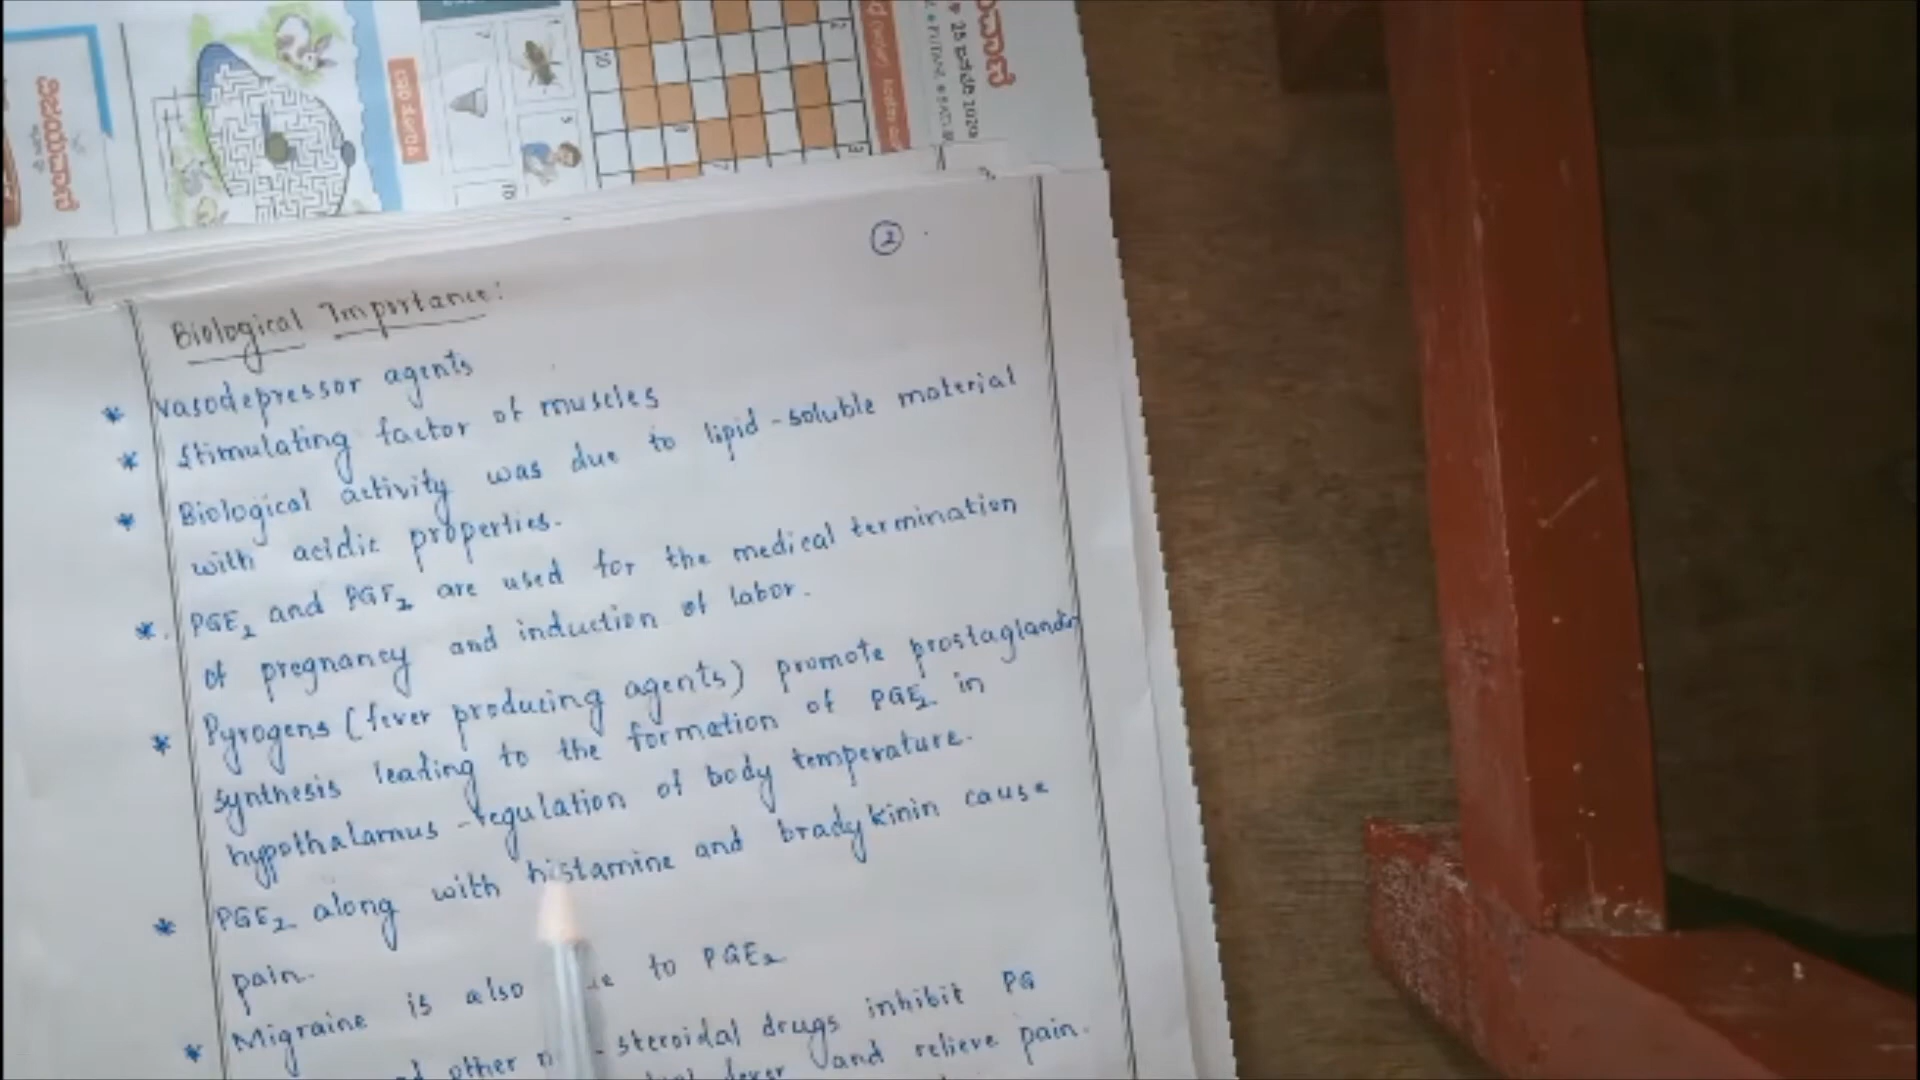 2
Biological Importance:
* Vasodepressor agents
* Stimulating factor of muscles
* Biological activity was due to lipid-soluble material
with acidic properties.
* PGE2 and PGF2 are used for the medical termination
of pregnancy and induction of labor.
* Pyrogens (fever producing agents) promote prostaglandin
synthesis leading to the formation of PGE2 in
hypothalamus - regulation of body temperature.
* PGE2 along with histamine and bradykinin cause
pain.
* Migraine is also to PGE2
other steroidal drugs inhibit PG
fever and relieve pain.